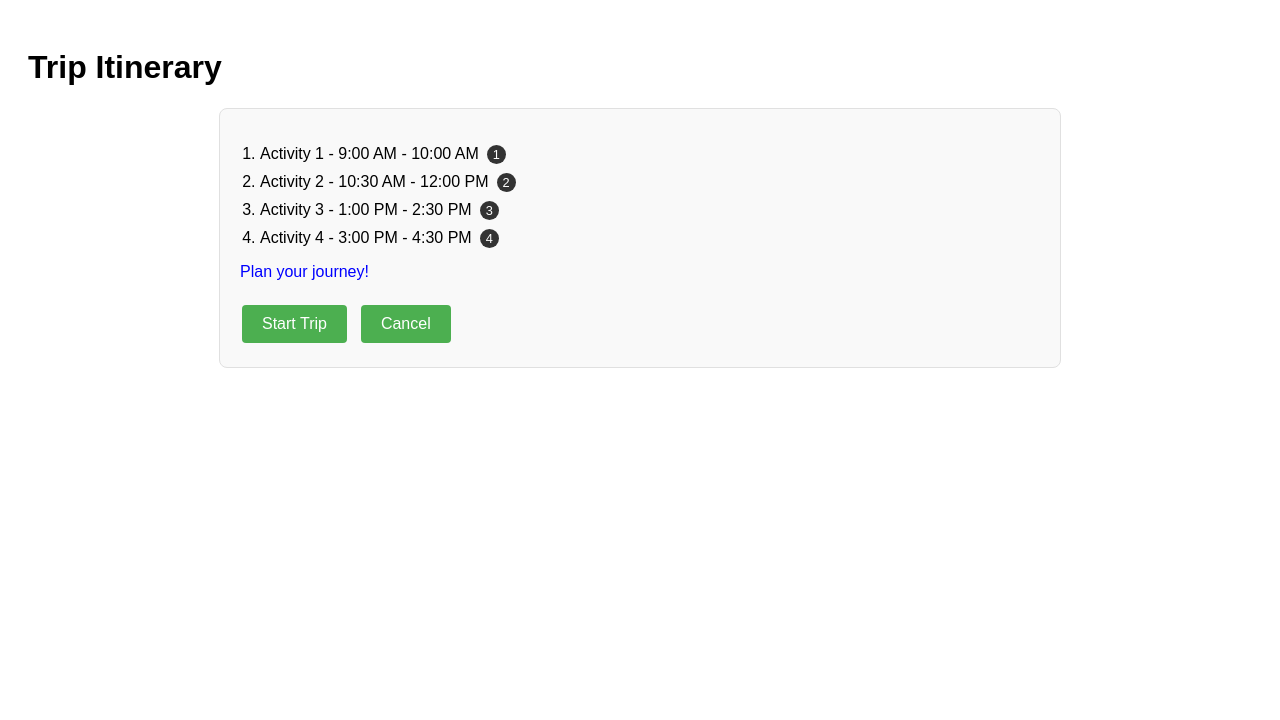 Trip Itinerary
1. Activity 1 - 9:00 AM - 10:00 AM 1
2. Activity 2 - 10:30 AM - 12:00 PM 2
3. Activity 3 - 1:00 PM - 2:30 PM 3
4. Activity 4 - 3:00 PM - 4:30 PM 4
Plan your journey!
Start Trip Cancel